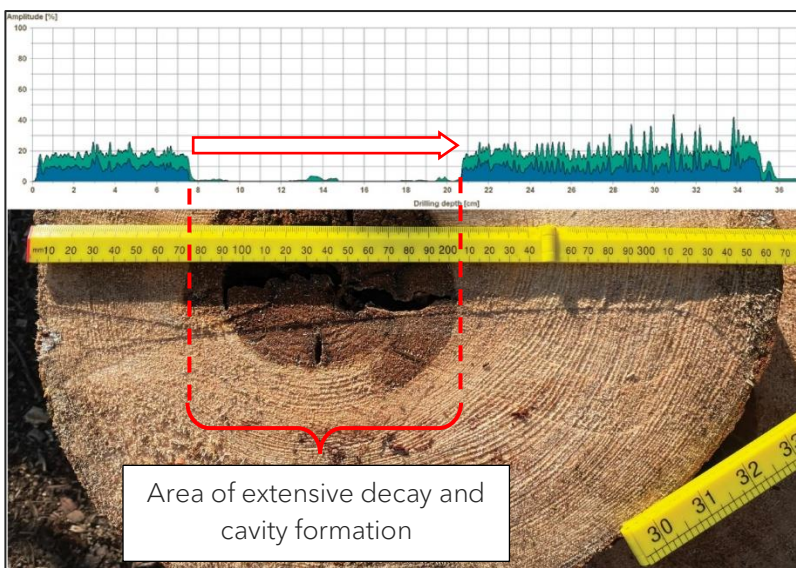 Amplitude [%]
100
80
60
40
20
0
0 2 4 6 8 10 12 14 16 18 20 22 24 26 28 30 32 34 36
Drilling depth [cm]
mm 10 20 30 40 50 60 70 80 90 100 10 20 30 40 50 60 70 80 90 200 10 20 30 40 60 70 80 90 300 10 20 30 40 50 60 70
30 31 32 33
Area of extensive decay and
cavity formation